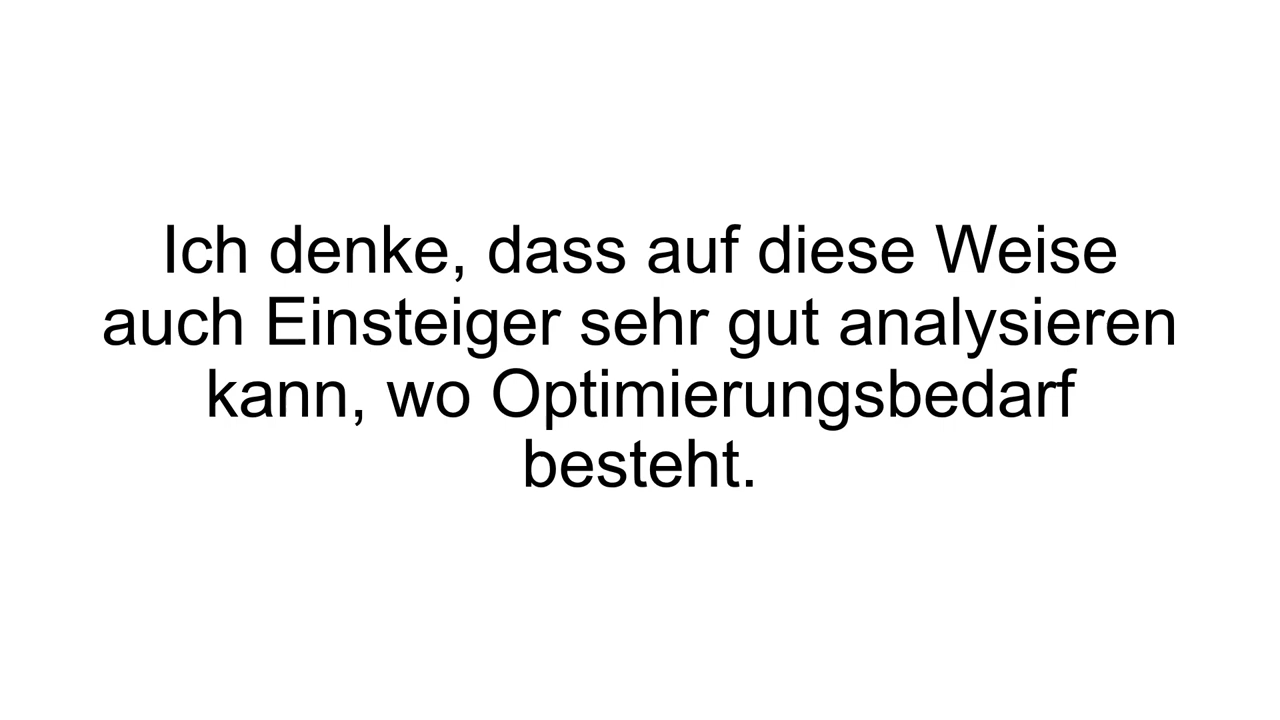 Ich denke, dass auf diese Weise
auch Einsteiger sehr gut analysieren
kann, wo Optimierungsbedarf
besteht.